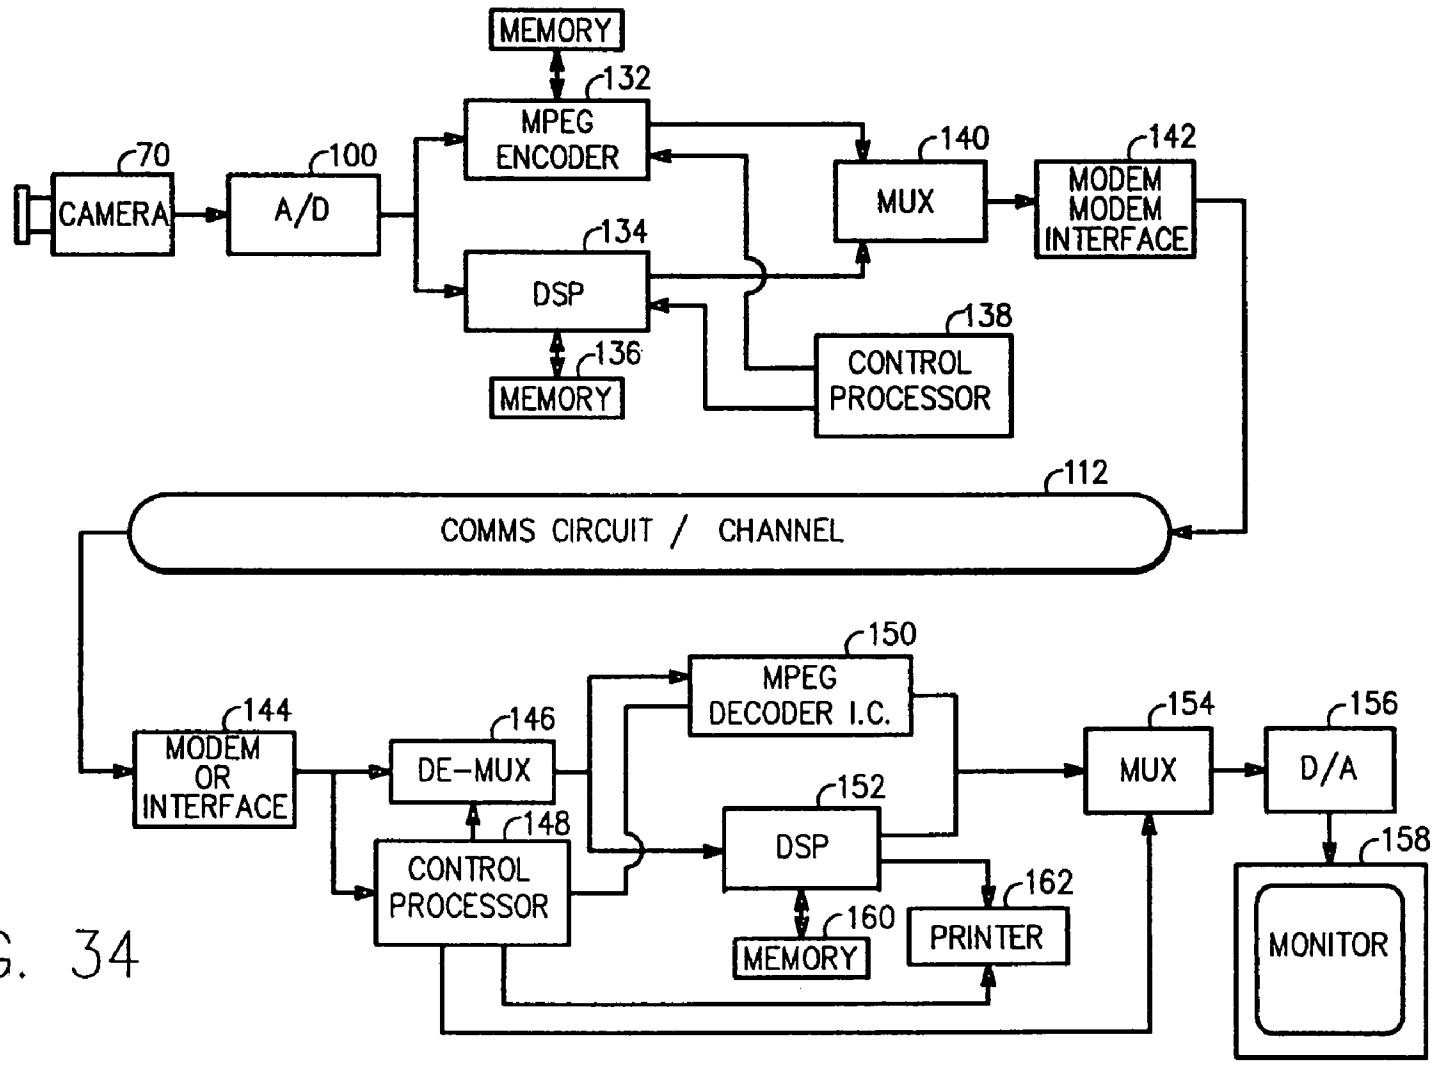 MEMORY
132
MPEG
ENCODER
70
CAMERA
100
A/D
140
MUX
142
MODEM
MODEM
INTERFACE
134
DSP
136
MEMORY
138
CONTROL
PROCESSOR
112
COMMS CIRCUIT / CHANNEL
150
MPEG
DECODER I.C.
144
MODEM
OR
INTERFACE
146
DE-MUX
154
MUX
156
D/A
152
DSP
148
CONTROL
PROCESSOR
158
MONITOR
162
PRINTER
160
MEMORY
G. 34